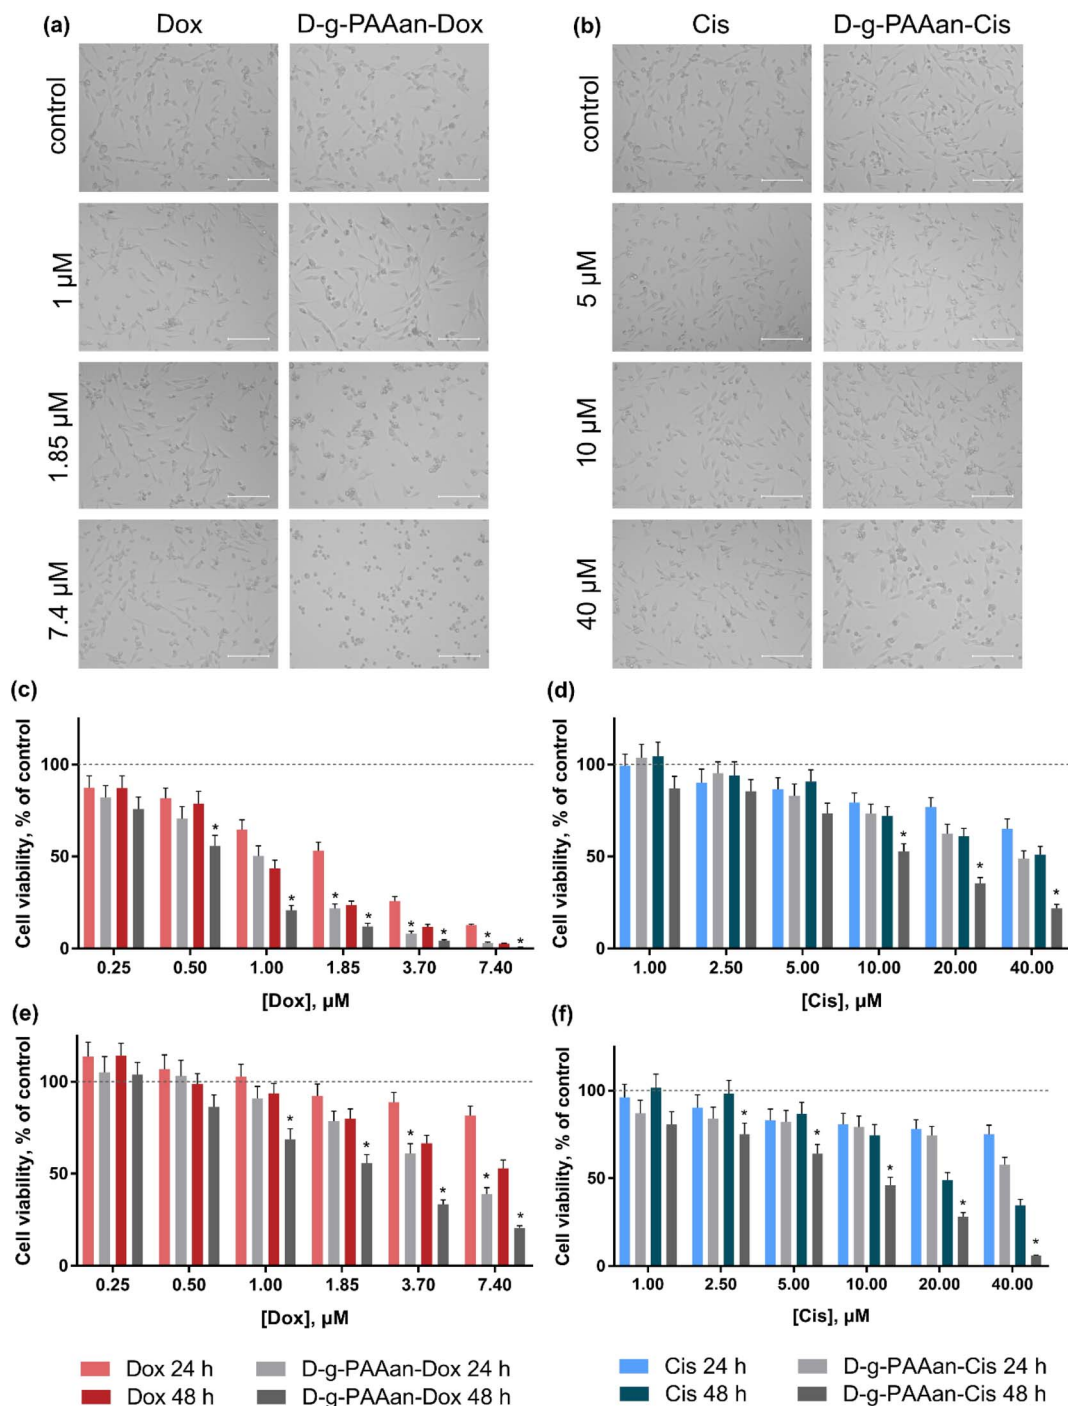 (a) Dox D-g-PAAan-Dox
control
1 µM
1.85 µM
7.4 µM
(b) Cis D-g-PAAan-Cis
control
5 µM
10 µM
40 µM
(c)
Cell viability, % of control
100
50
0
* * * * * * * *
0.25 0.50 1.00 1.85 3.70 7.40
[Dox], µM
(d)
Cell viability, % of control
100
50
0
* * *
1.00 2.50 5.00 10.00 20.00 40.00
[Cis], µM
(e)
Cell viability, % of control
100
50
0
* * * * * *
0.25 0.50 1.00 1.85 3.70 7.40
[Dox], µM
(f)
Cell viability, % of control
100
50
0
* * * * *
1.00 2.50 5.00 10.00 20.00 40.00
[Cis], µM
Dox 24 h D-g-PAAan-Dox 24 h
Dox 48 h D-g-PAAan-Dox 48 h
Cis 24 h D-g-PAAan-Cis 24 h
Cis 48 h D-g-PAAan-Cis 48 h